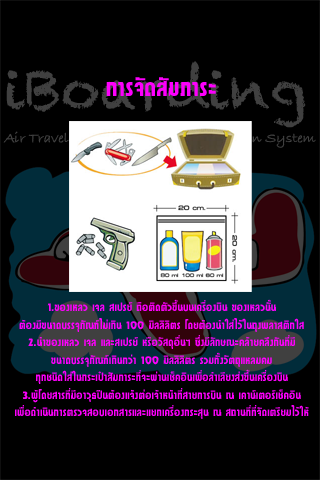 การจัดสัมภาระ
iBoarding
Air Travel
System
20 cm.
20 cm.
80 ml
100 ml
60 ml
1.ของเหลว เจล สเปรย์ ถือติดตัวขึ้นบนเครื่องบิน ของเหลวนั้น
ต้องมีขนาดบรรจุภัณฑ์ไม่เกิน 100 มิลลิลิตร โดยต้องนำใส่ไว้ในถุงพลาสติกใส
2.นำของเหลว เจล และสเปรย์ หรือวัสดุอื่นๆ ซึ่งมีลักษณะคล้ายคลึงกันที่มี
ขนาดบรรจุภัณฑ์เกินกว่า 100 มิลลิลิตร รวมทั้งวัตถุแหลมคม
ทุกชนิดใส่ในกระเป๋าสัมภาระที่จะผ่านเช็คอินเพื่อลำเลียงส่งขึ้นเครื่องบิน
3.ผู้โดยสารที่มีอาวุธปืนต้องแจ้งต่อเจ้าหน้าที่สายการบิน ณ เคาน์เตอร์เช็คอิน
เพื่อดำเนินการตรวจสอบเอกสารและแยกเครื่องกระสุน ณ สถานที่ที่จัดเตรียมไว้ให้